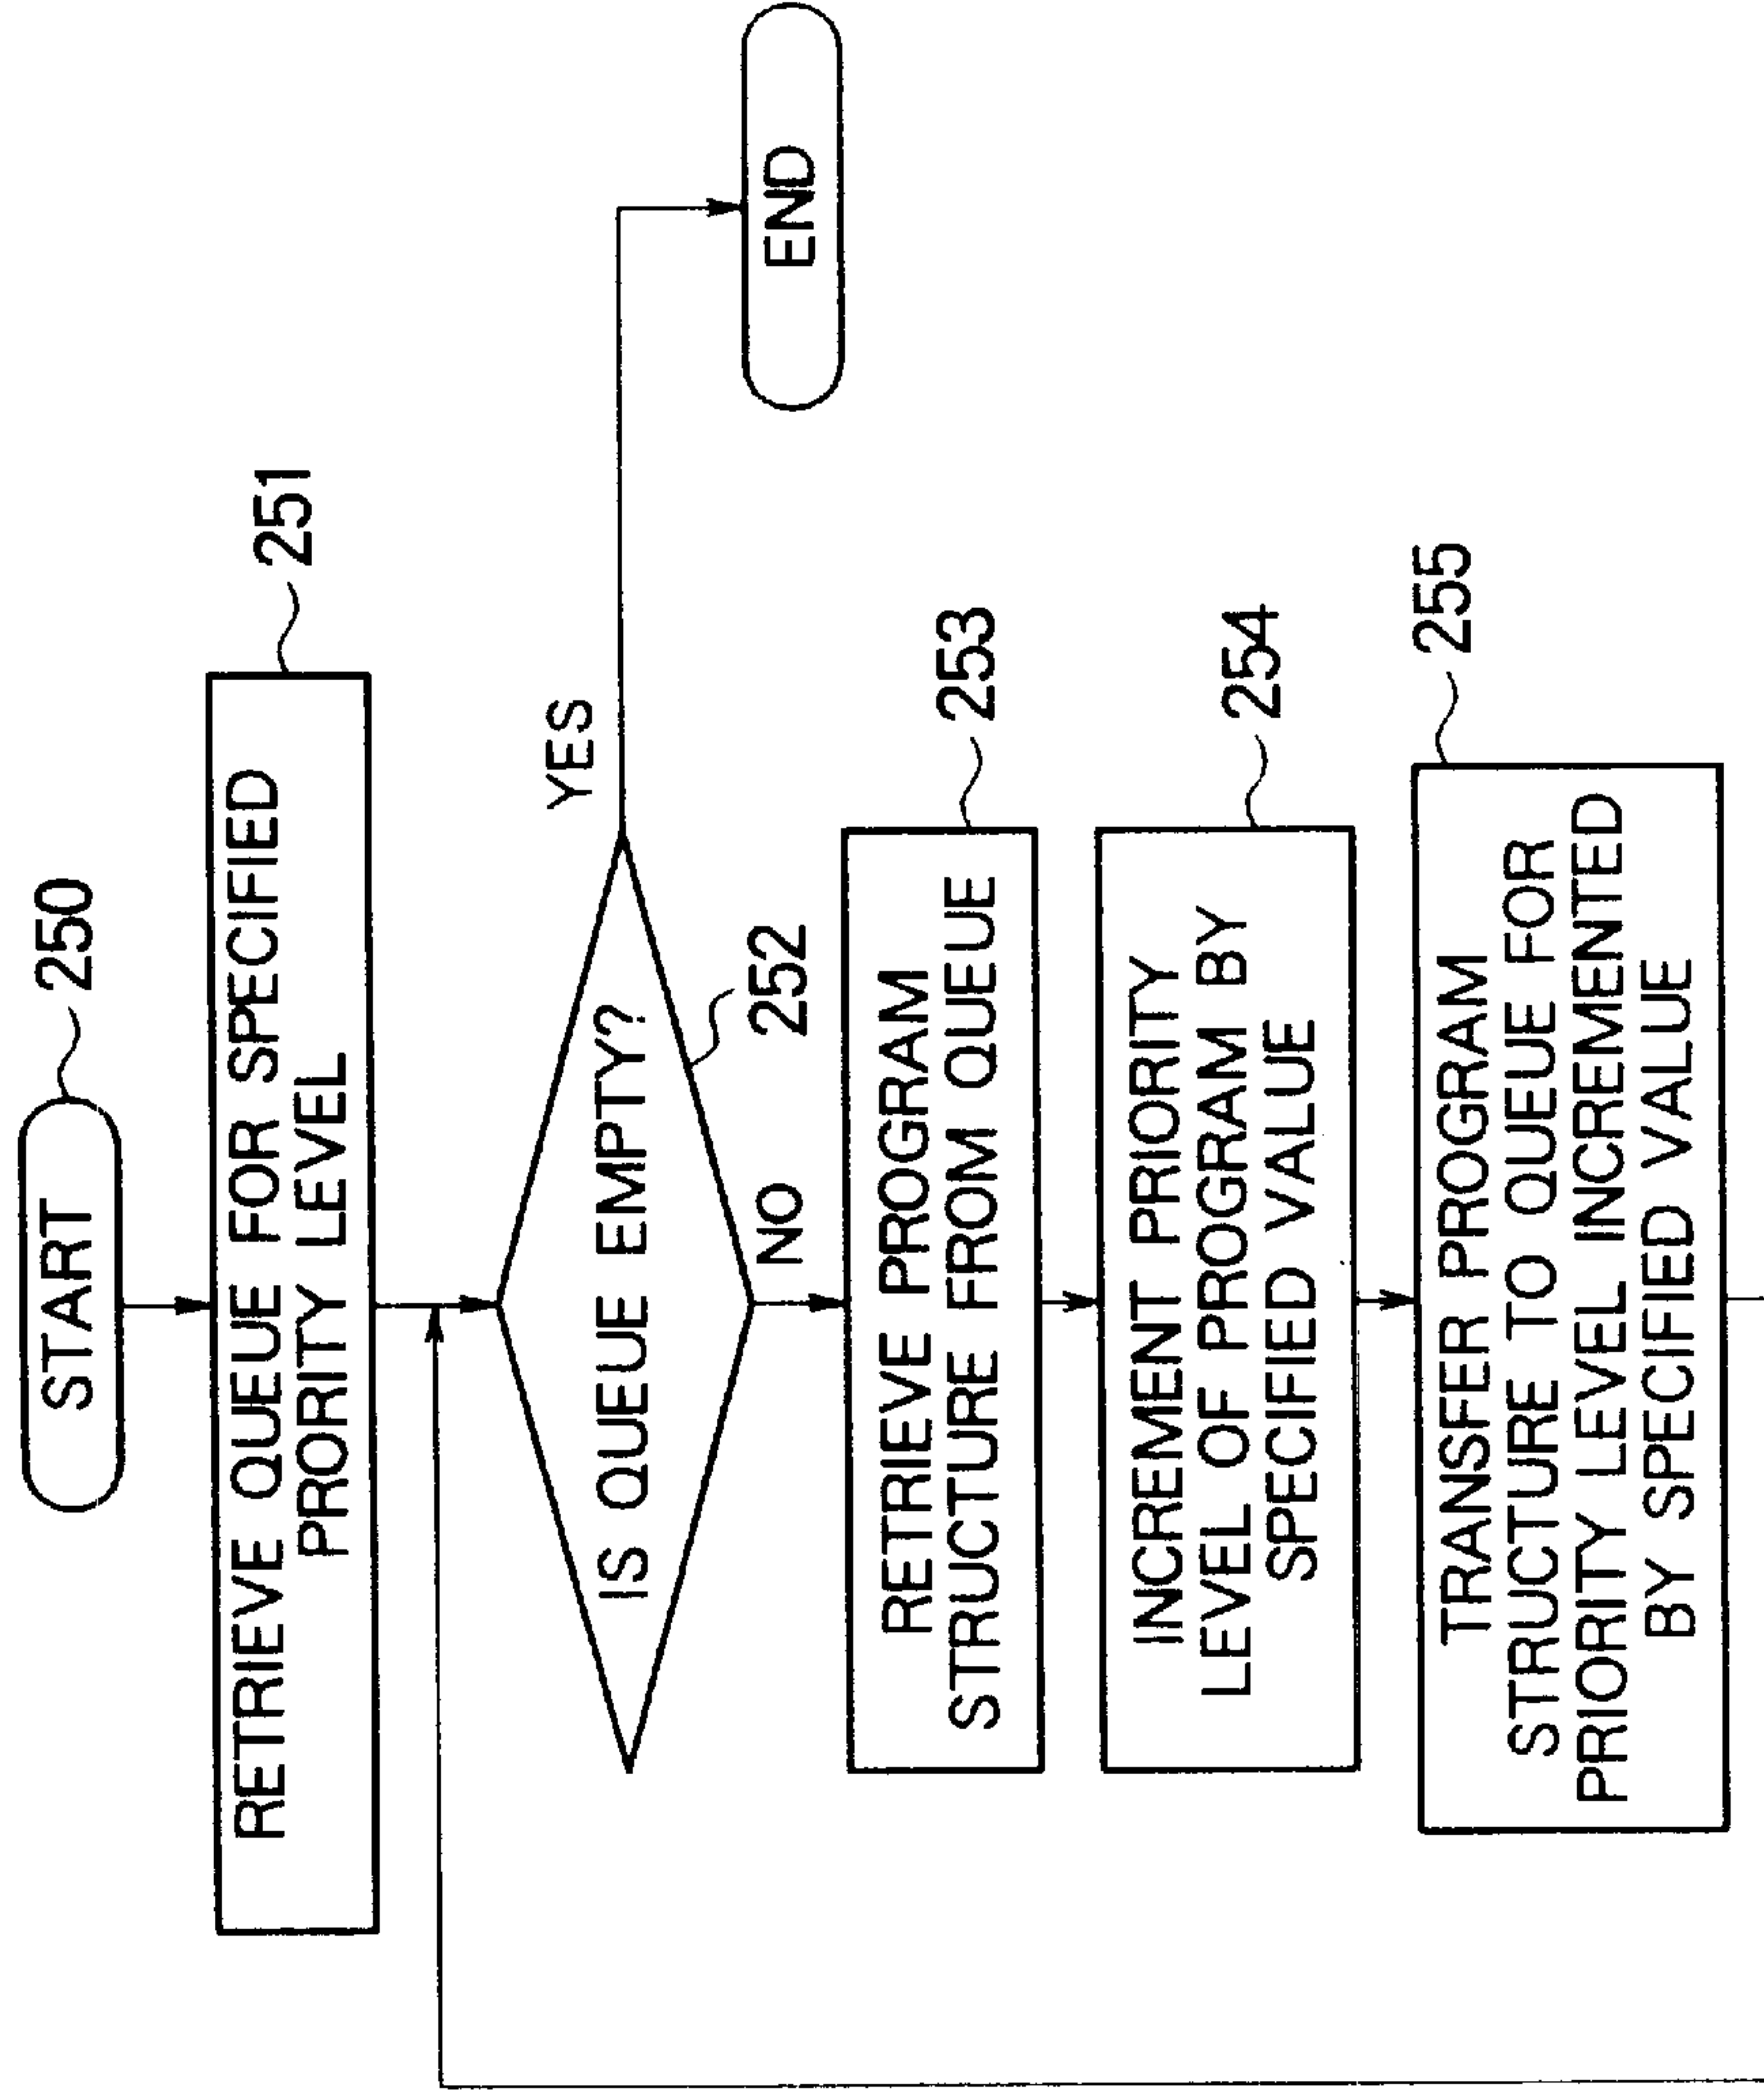 START
250
RETRIEVE QUEUE FOR SPECIFIED
PRORITY LEVEL
251
IS QUEUE EMPTY?
252
YES
END
NO
RETRIEVE PROGRAM
STRUCTURE FROM QUEUE
253
INCREMENT PRIORITY
LEVEL OF PROGRAM BY
SPECIFIED VALUE
254
TRANSFER PROGRAM
STRUCTURE TO QUEUE FOR
PRIORITY LEVEL INCREMENTED
BY SPECIFIED VALUE
255